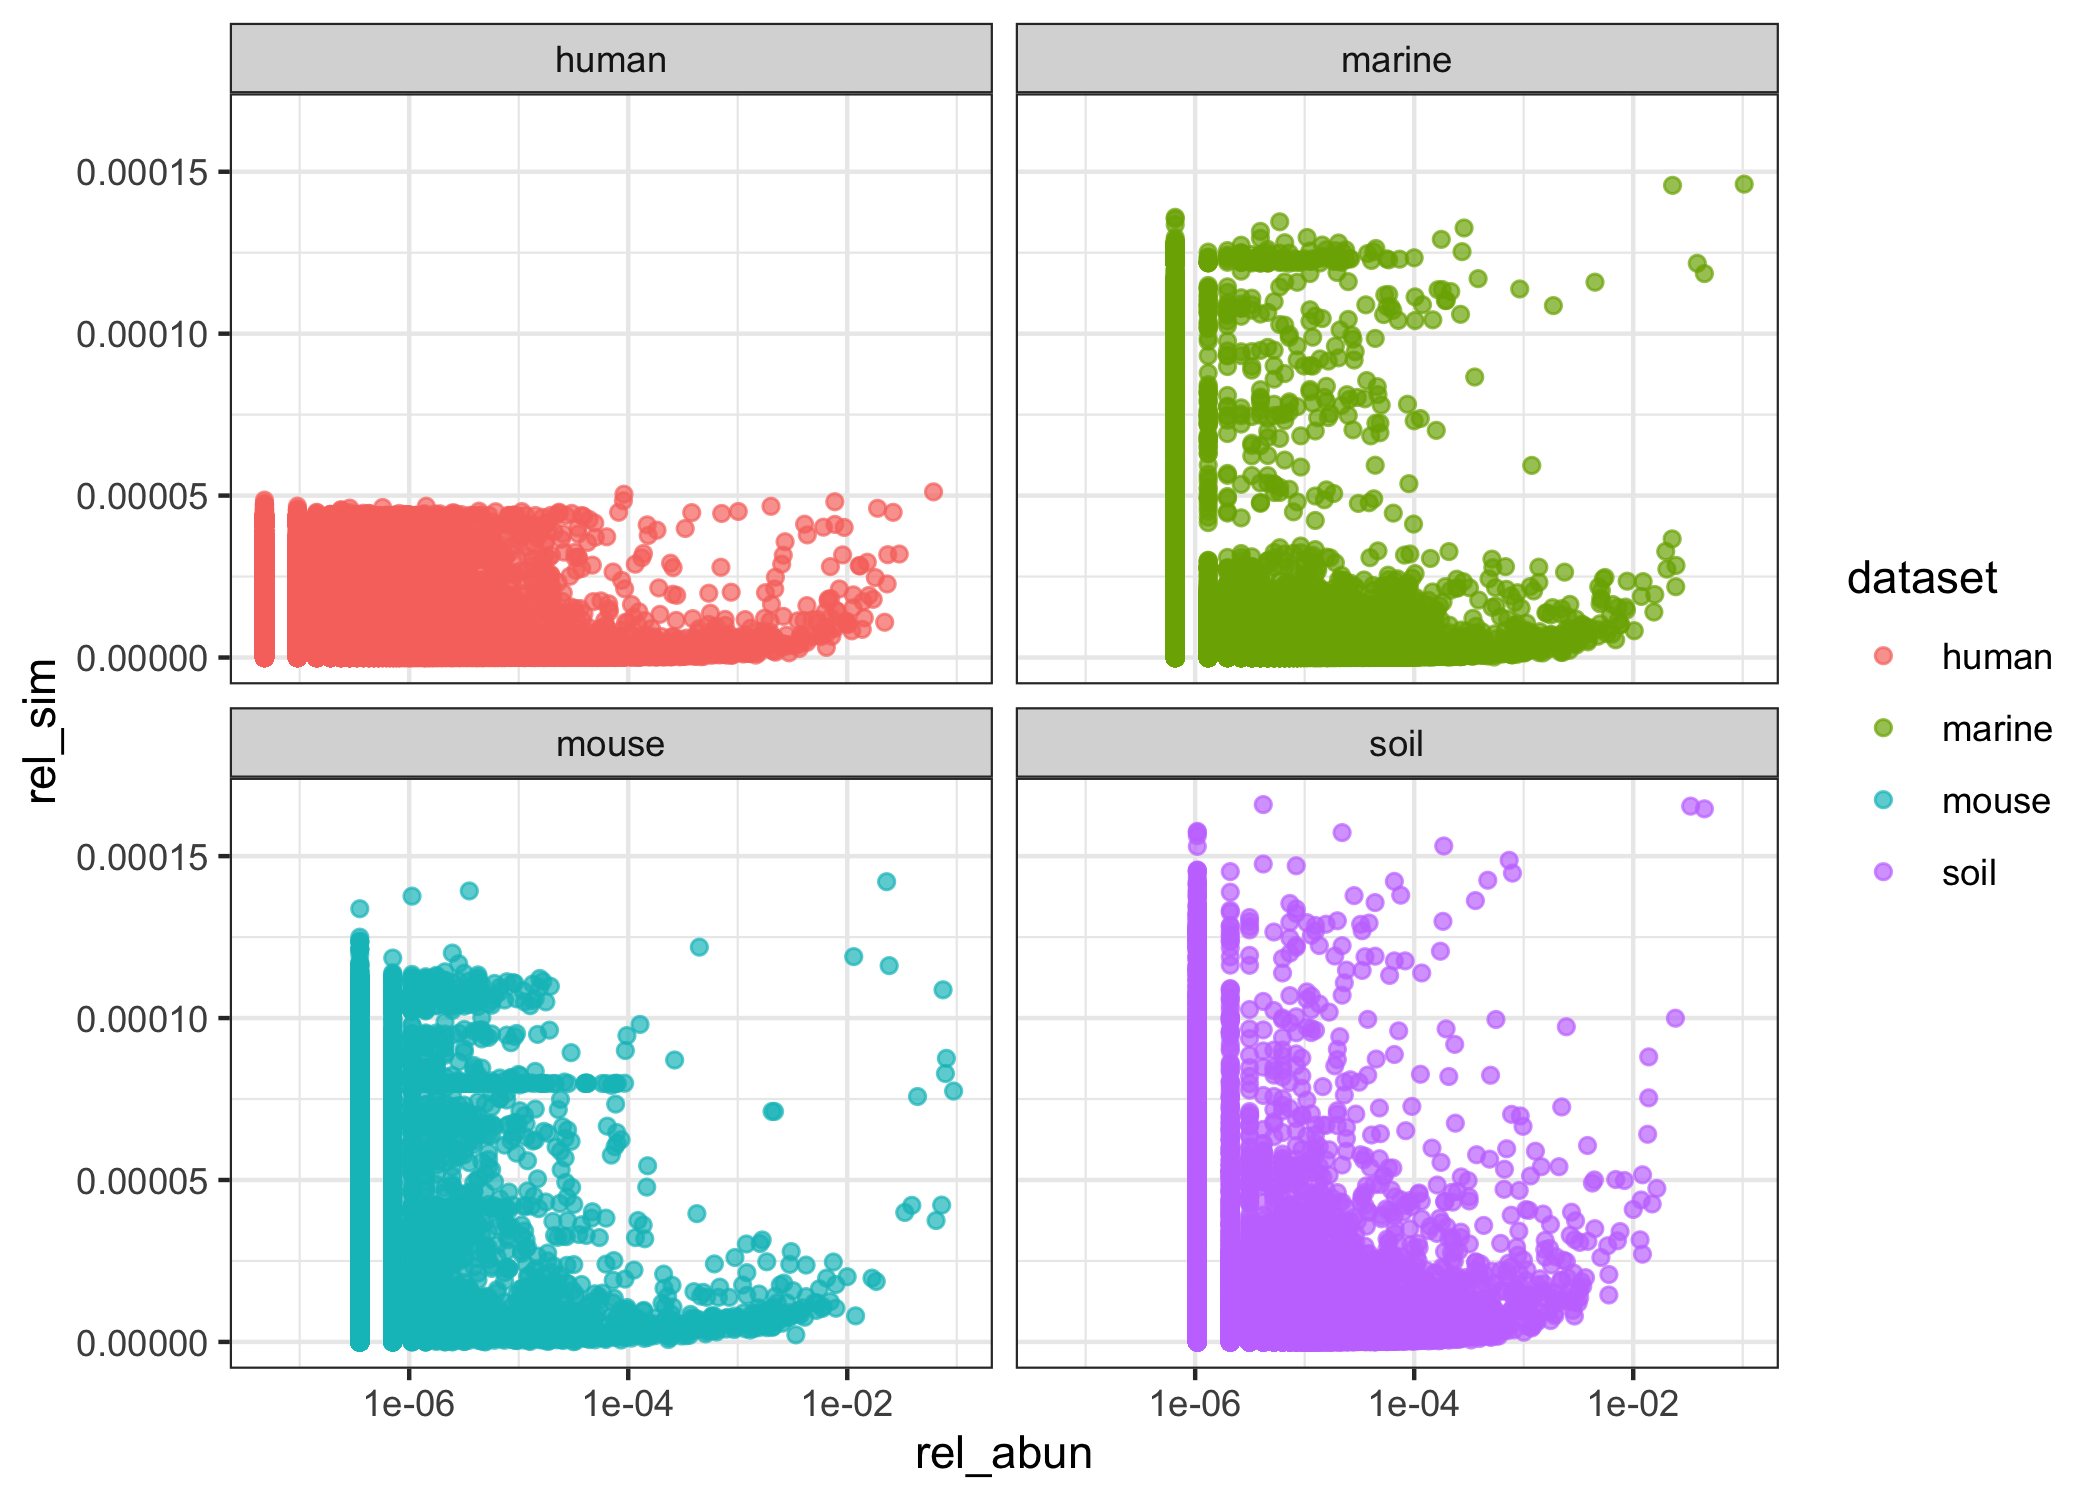 human
marine
0.00015
0.00010
0.00005
0.00000
mouse
soil
0.00015
0.00010
0.00005
0.00000
1e-06
1e-04
1e-02
1e-06
1e-04
1e-02
rel_abun
rel_sim
dataset
human
marine
mouse
soil